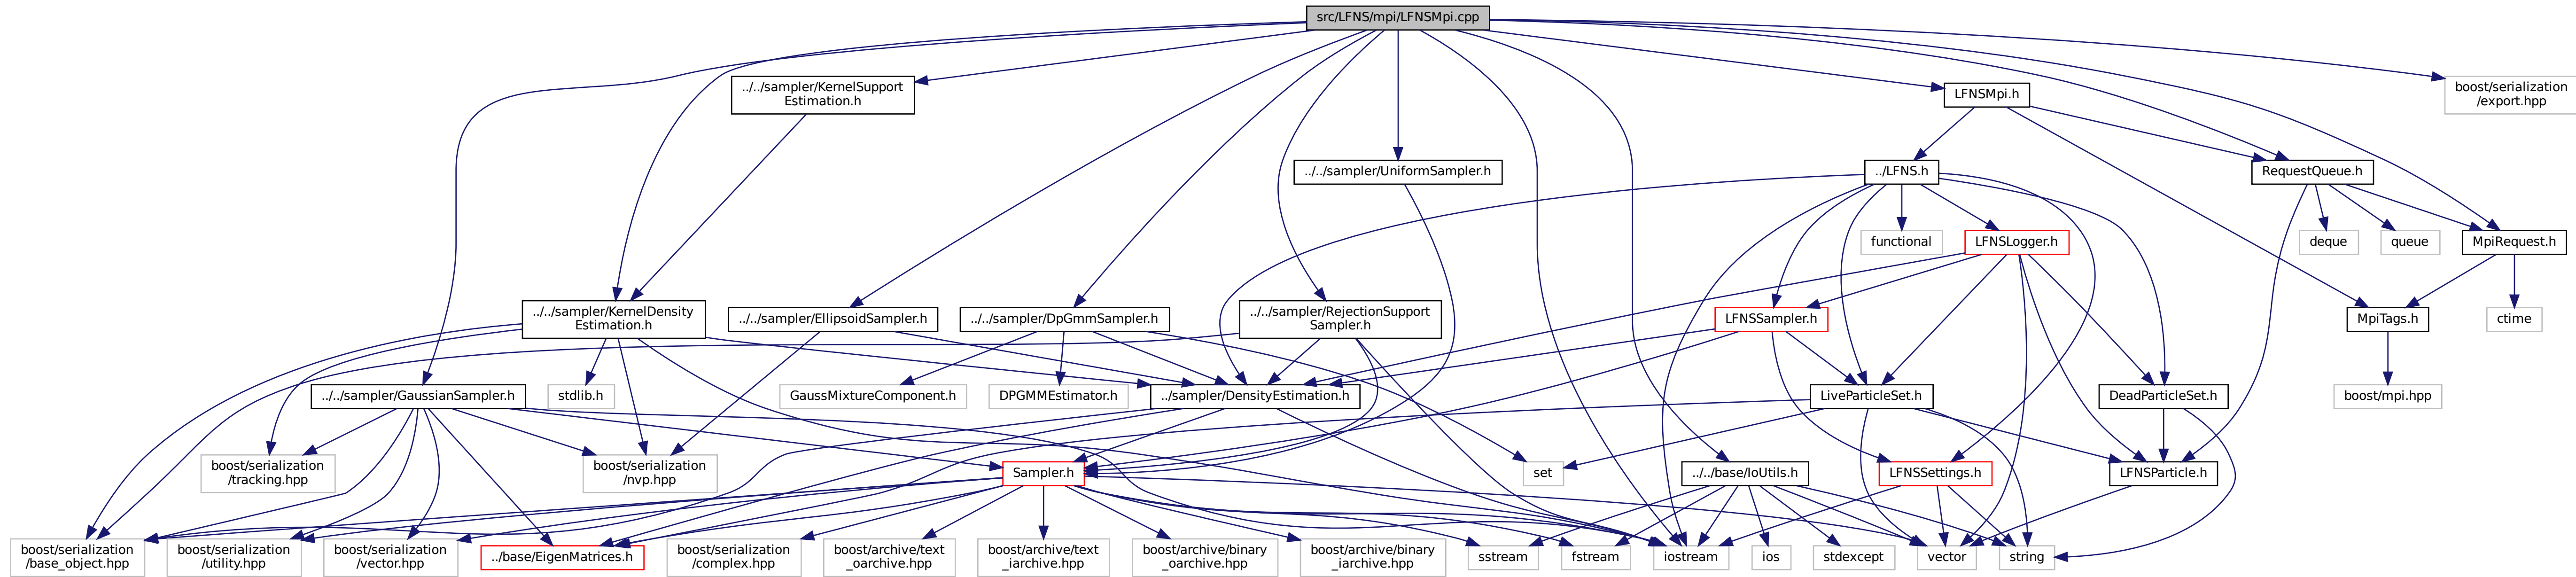 src/LFNS/mpi/LFNSMpi.cpp
../../sampler/KernelSupport
Estimation.h
LFNSMpi.h
boost/serialization
/export.hpp
../../sampler/UniformSampler.h
../LFNS.h
RequestQueue.h
functional
LFNSLogger.h
deque
queue
MpiRequest.h
../../sampler/KernelDensity
Estimation.h
../../sampler/EllipsoidSampler.h
../../sampler/DpGmmSampler.h
../../sampler/RejectionSupport
Sampler.h
LFNSSampler.h
MpiTags.h
ctime
../../sampler/GaussianSampler.h
stdlib.h
GaussMixtureComponent.h
DPGMMEstimator.h
../sampler/DensityEstimation.h
LiveParticleSet.h
DeadParticleSet.h
boost/mpi.hpp
boost/serialization
/tracking.hpp
boost/serialization
/nvp.hpp
Sampler.h
set
../../base/IoUtils.h
LFNSSettings.h
LFNSParticle.h
boost/serialization
/base_object.hpp
boost/serialization
/utility.hpp
boost/serialization
/vector.hpp
../base/EigenMatrices.h
boost/serialization
/complex.hpp
boost/archive/text
_oarchive.hpp
boost/archive/text
_iarchive.hpp
boost/archive/binary
_oarchive.hpp
boost/archive/binary
_iarchive.hpp
sstream
fstream
iostream
ios
stdexcept
vector
string